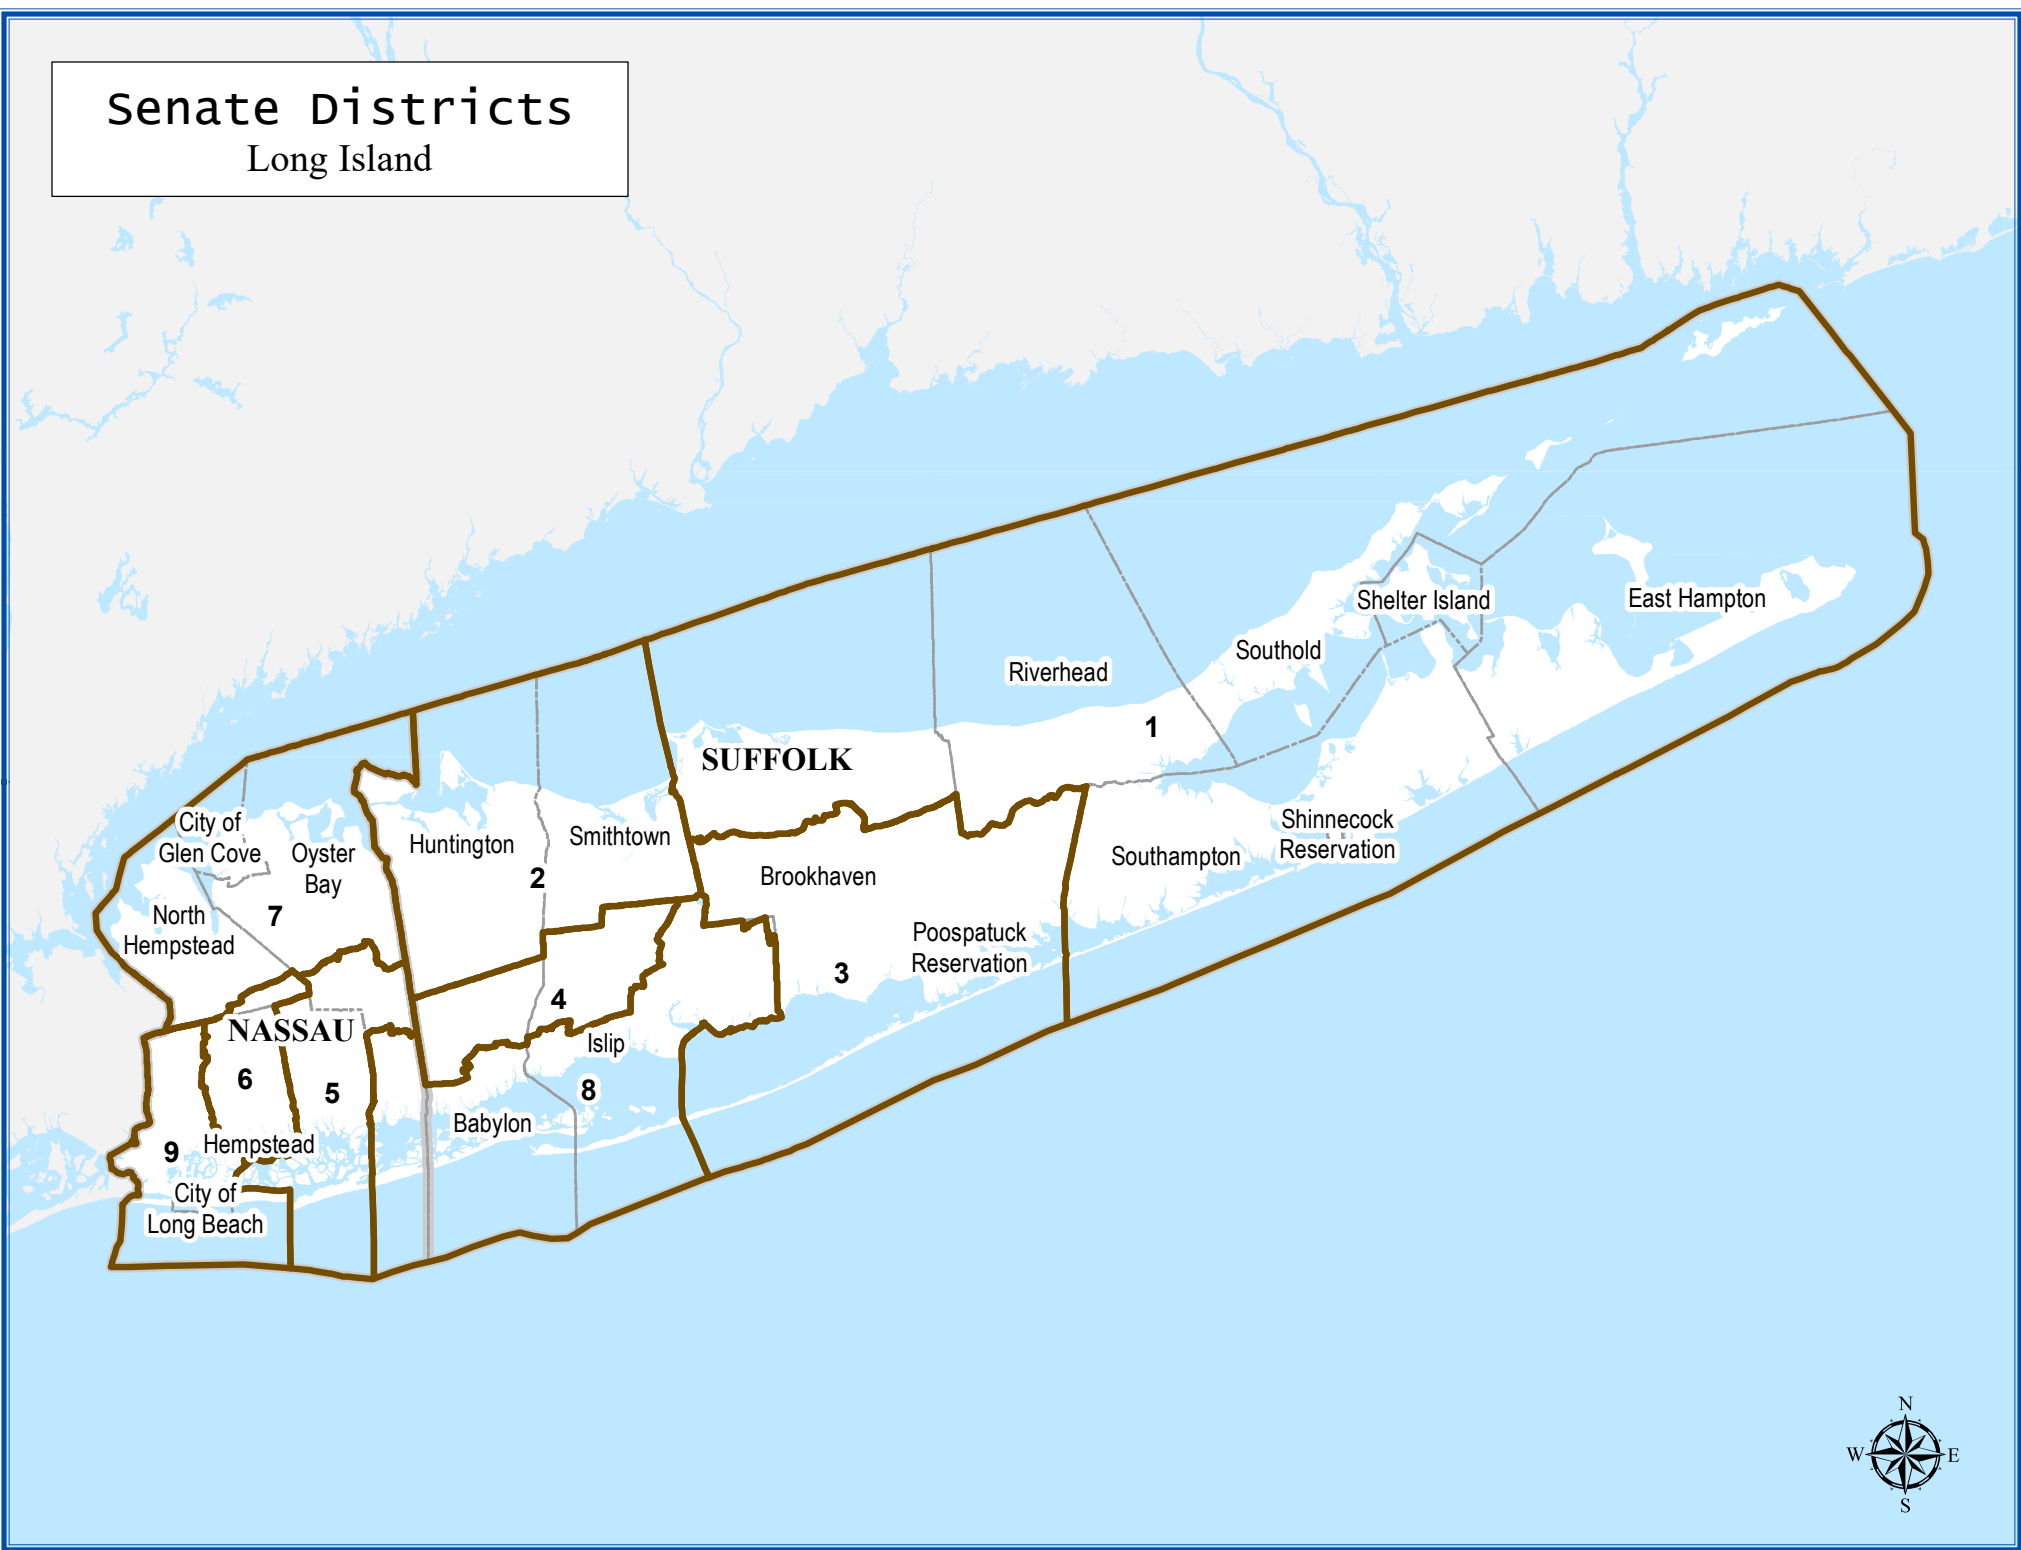 Senate Districts
Long Island
Shelter Island
East Hampton
Southold
Riverhead
1
SUFFOLK
City of
Glen Cove
Oyster
Bay
Huntington
Smithtown
2
Brookhaven
Southampton
Shinnecock
Reservation
North
Hempstead
7
Poospatuck
Reservation
3
4
NASSAU
Islip
6
5
8
Babylon
9
Hempstead
City of
Long Beach
N
W
E
S